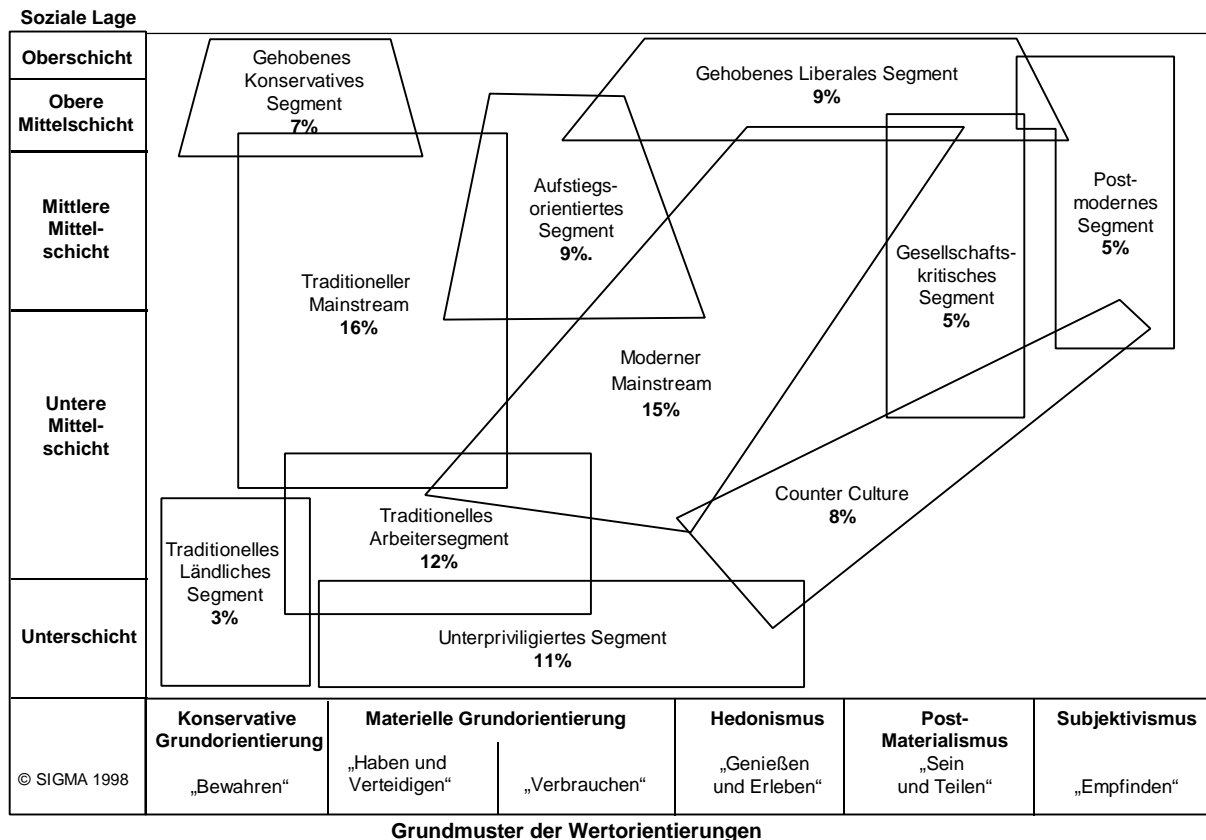 Soziale Lage
Oberschicht
Obere
Mittelschicht
Mittlere
Mittel-
schicht
Untere
Mittel-
schicht
Unterschicht
© SIGMA 1998
Gehobenes
Konservatives
Segment
7%
Gehobenes Liberales Segment
9%
Aufstiegs-
orientiertes
Segment
9%.
Post-
modernes
Segment
5%
Traditioneller
Mainstream
16%
Gesellschafts-
kritisches
Segment
5%
Moderner
Mainstream
15%
Counter Culture
8%
Traditionelles
Arbeitersegment
12%
Traditionelles
Ländliches
Segment
3%
Unterpriviligiertes Segment
11%
Konservative
Grundorientierung
„Bewahren“
Materielle Grundorientierung
„Haben und
Verteidigen“
„Verbrauchen“
Hedonismus
„Genießen
und Erleben“
Post-
Materialismus
„Sein
und Teilen“
Subjektivismus
„Empfinden“
Grundmuster der Wertorientierungen